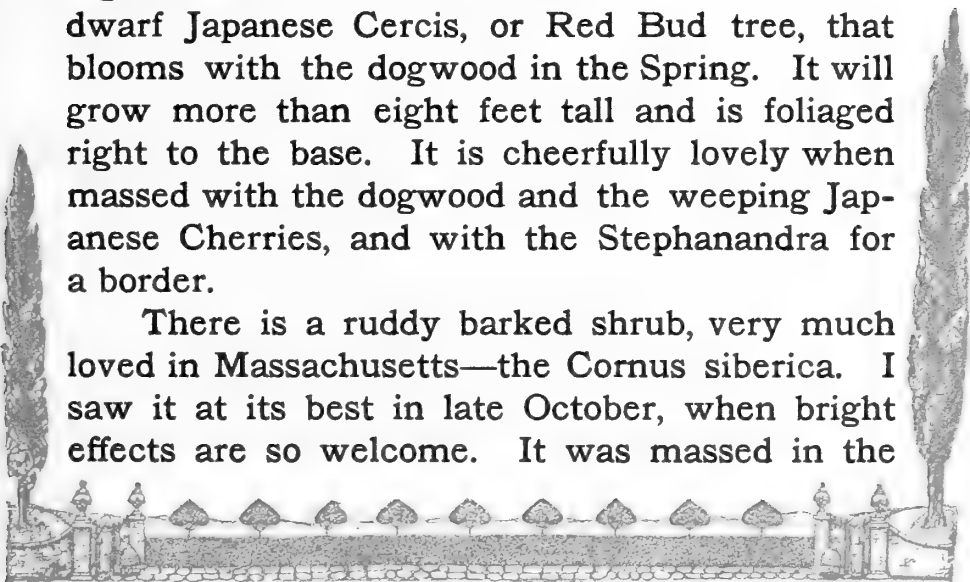 dwarf Japanese Cercis, or Red Bud tree, that
blooms with the dogwood in the Spring. It will
grow more than eight feet tall and is foliaged
right to the base. It is cheerfully lovely when
massed with the dogwood and the weeping Jap-
anese Cherries, and with the Stephanandra for
a border.
There is a ruddy barked shrub, very much
loved in Massachusetts—the Cornus siberica. I
saw it at its best in late October, when bright
effects are so welcome. It was massed in the